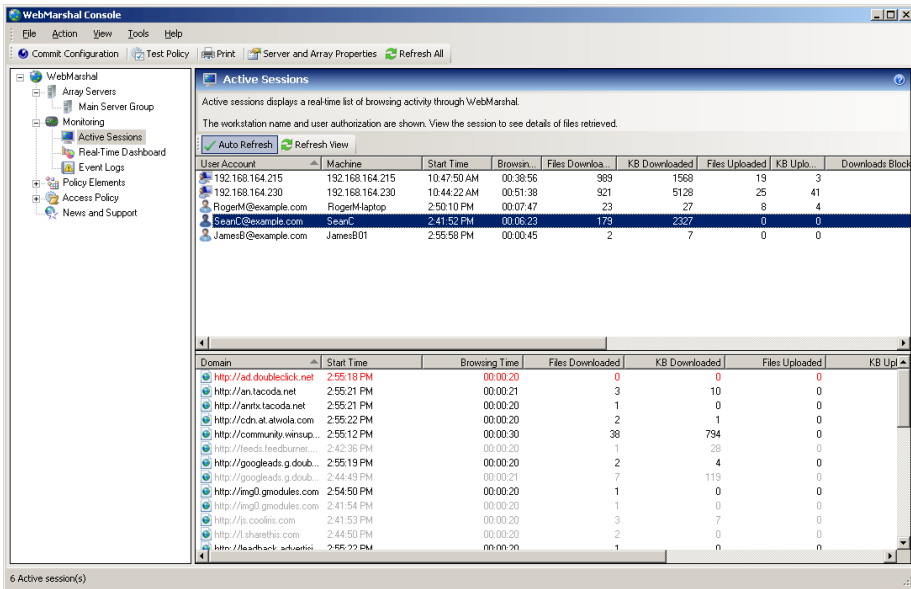 WebMarshal Console
File Action View Tools Help
Commit Configuration Test Policy Print Server and Array Properties Refresh All
WebMarshal
Array Servers
Main Server Group
Monitoring
Active Sessions
Real-Time Dashboard
Event Logs
Policy Elements
Access Policy
News and Support
Active Sessions
Active sessions displays a real-time list of browsing activity through WebMarshal.
The workstation name and user authorization are shown. View the session to see details of files retrieved.
Auto Refresh Refresh View
User Account Machine Start Time Browsin... Files Downloa... KB Downloaded Files Uploaded KB Uplo... Downloads Block
192.168.164.215 192.168.164.215 10:47:50 AM 00:38:56 989 1568 19 3
192.168.164.230 192.168.164.230 10:44:22 AM 00:51:38 921 5128 25 41
RogerM@example.com RogerM-laptop 2:50:10 PM 00:07:47 23 27 8 4
SeanC@example.com SeanC 2:41:52 PM 00:06:23 179 2327 0 0
JamesB@example.com JamesB01 2:55:58 PM 00:00:45 2 7 0 0
Domain Start Time Browsing Time Files Downloaded KB Downloaded Files Uploaded KB Upl
http://ad.doubleclick.net 2:55:18 PM 00:00:20 0 0 0
http://an.tacoda.net 2:55:21 PM 00:00:21 3 10 0
http://anrtx.tacoda.net 2:55:21 PM 00:00:20 1 0 0
http://cdn.at.atwola.com 2:55:22 PM 00:00:20 2 1 0
http://community.winsup... 2:55:12 PM 00:00:30 38 794 0
http://feeds.feedburner.... 2:42:36 PM 00:00:20 1 28 0
http://googleads.g.doub... 2:55:19 PM 00:00:20 2 4 0
http://googleads.g.doub... 2:44:49 PM 00:00:21 7 119 0
http://img0.gmodules.com 2:54:50 PM 00:00:20 1 0 0
http://img0.gmodules.com 2:41:54 PM 00:00:20 1 0 0
http://js.cooliris.com 2:41:53 PM 00:00:20 3 7 0
http://l.sharethis.com 2:44:50 PM 00:00:20 2 0 0
http://leadback.advertisi... 2:55:22 PM 00:00:20 1 0 0
6 Active session(s)